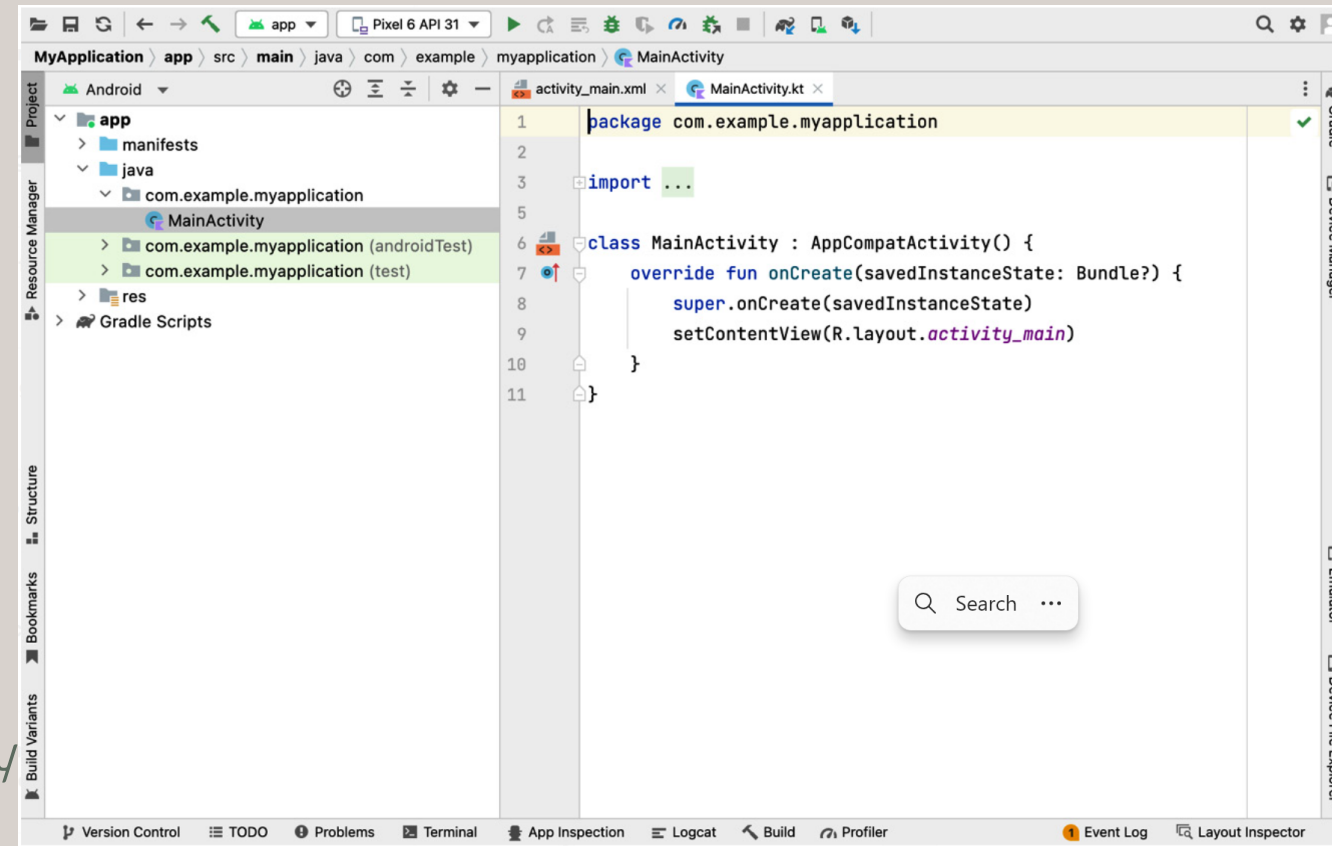 app
Pixel 6 API 31
MyApplication app src main java com example myapplication MainActivity
Project
Android
activity_main.xml
MainActivity.kt
app
manifests
java
com.example.myapplication
MainActivity
com.example.myapplication (androidTest)
com.example.myapplication (test)
res
Gradle Scripts
Resource Manager
Structure
Bookmarks
Build Variants
1 package com.example.myapplication
2
3 import ...
5
6 class MainActivity : AppCompatActivity() {
7 override fun onCreate(savedInstanceState: Bundle?) {
8 super.onCreate(savedInstanceState)
9 setContentView(R.layout.activity_main)
10 }
11 }
Search ...
Version Control TODO Problems Terminal App Inspection Logcat Build Profiler 1 Event Log Layout Inspector